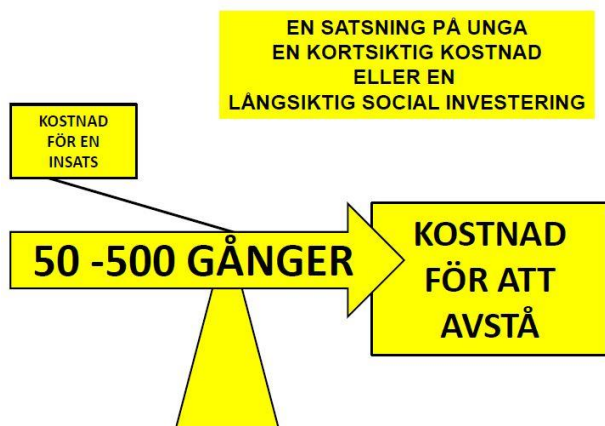 EN SATSNING PÅ UNGA
EN KORTSIKTIG KOSTNAD
ELLER EN
LÅNGSIKTIG SOCIAL INVESTERING
KOSTNAD
FÖR EN
INSATS
50 -500 GÅNGER
KOSTNAD
FÖR ATT
AVSTÅ